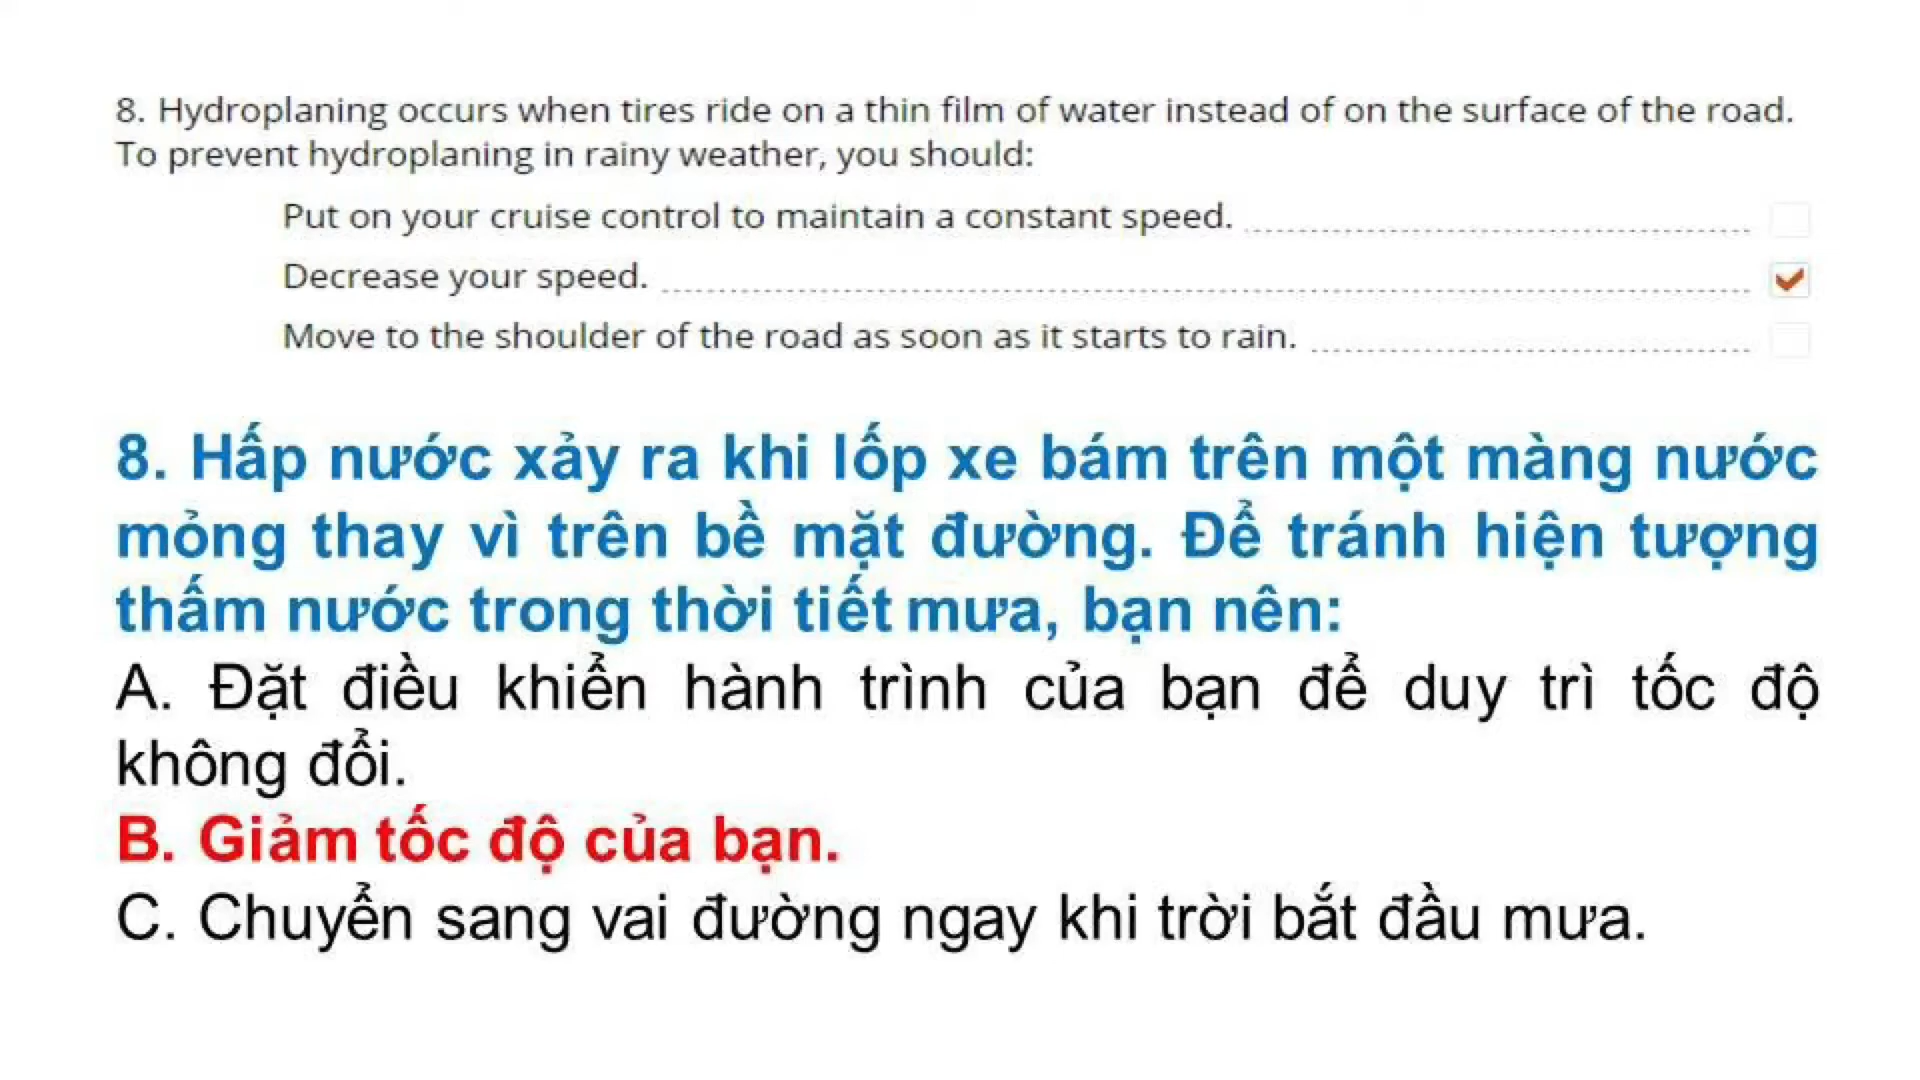 8. Hydroplaning occurs when tires ride on a thin film of water instead of on the surface of the road.
To prevent hydroplaning in rainy weather, you should:
Put on your cruise control to maintain a constant speed.
Decrease your speed.
Move to the shoulder of the road as soon as it starts to rain.
8. Hấp nước xảy ra khi lốp xe bám trên một màng nước
mỏng thay vì trên bề mặt đường. Để tránh hiện tượng
thấm nước trong thời tiết mưa, bạn nên:
A. Đặt điều khiển hành trình của bạn để duy trì tốc độ
không đổi.
B. Giảm tốc độ của bạn.
C. Chuyển sang vai đường ngay khi trời bắt đầu mưa.